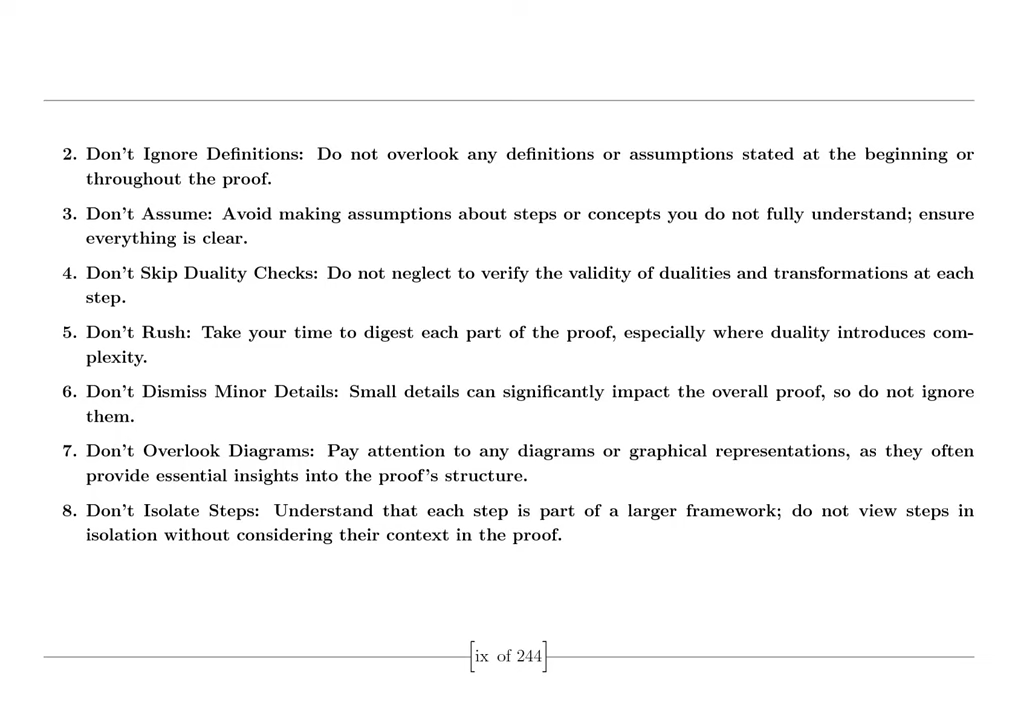 2. Don't Ignore Definitions: Do not overlook any definitions or assumptions stated at the beginning or
throughout the proof.
3. Don't Assume: Avoid making assumptions about steps or concepts you do not fully understand; ensure
everything is clear.
4. Don't Skip Duality Checks: Do not neglect to verify the validity of dualities and transformations at each
step.
5. Don't Rush: Take your time to digest each part of the proof, especially where duality introduces com-
plexity.
6. Don't Dismiss Minor Details: Small details can significantly impact the overall proof, so do not ignore
them.
7. Don't Overlook Diagrams: Pay attention to any diagrams or graphical representations, as they often
provide essential insights into the proof's structure.
8. Don't Isolate Steps: Understand that each step is part of a larger framework; do not view steps in
isolation without considering their context in the proof.
[ix of 244]